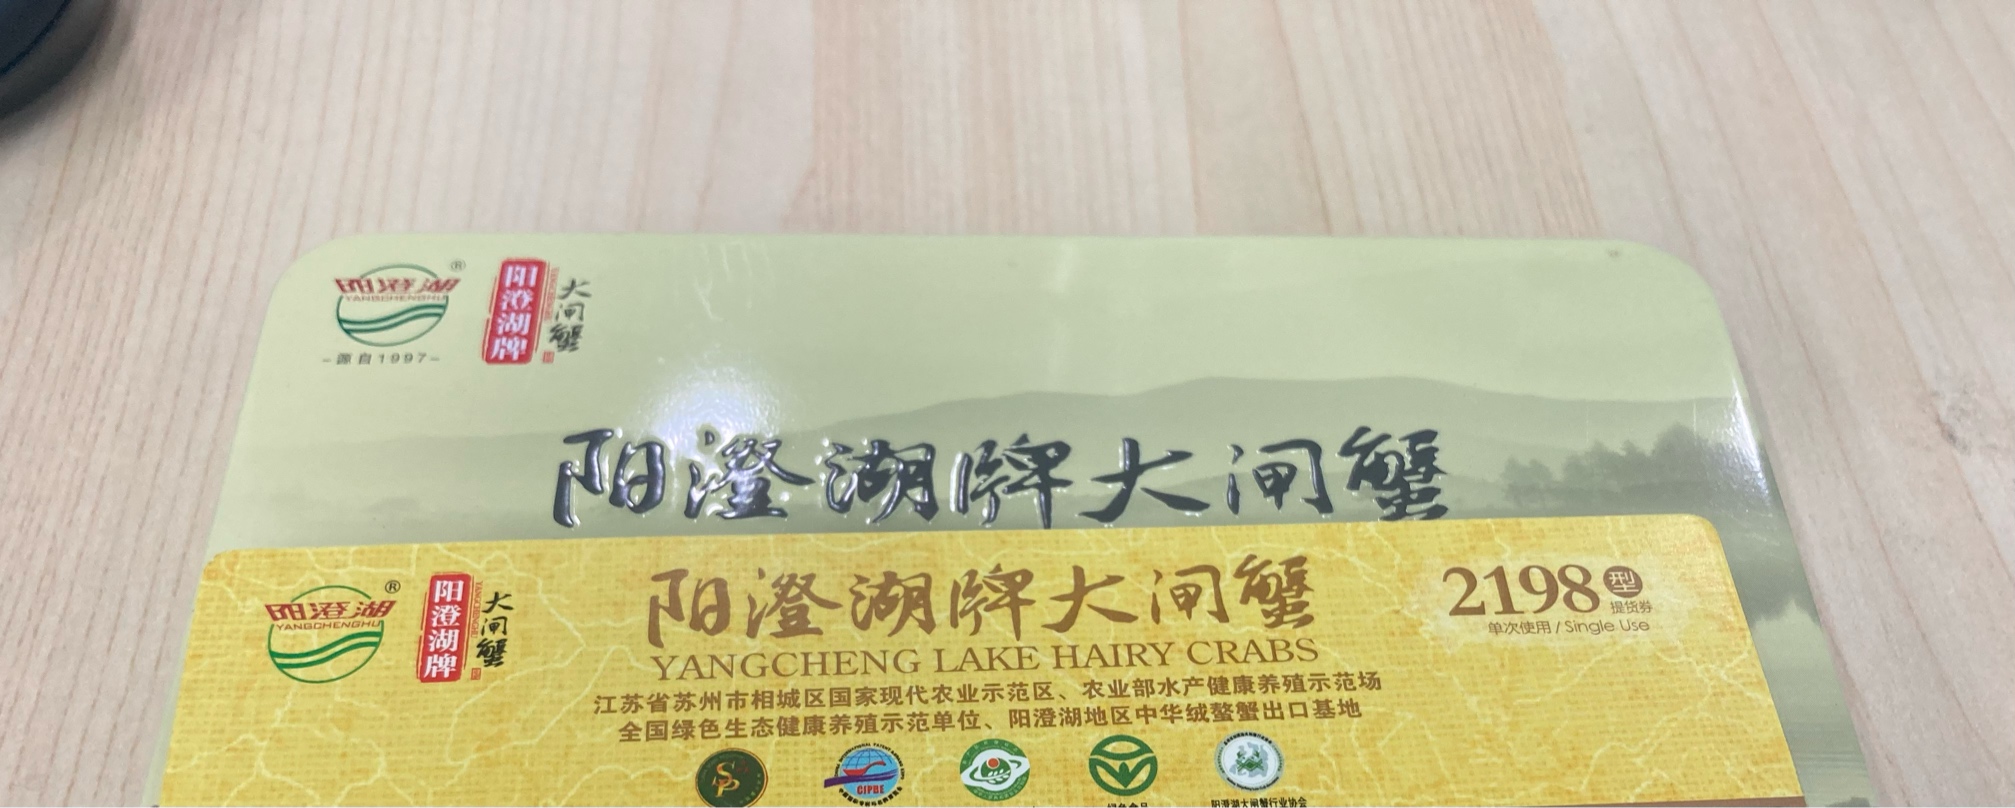 阳澄湖®
YANGCHENGHU
-源自1997-
阳澄湖牌
大闸蟹
阳澄湖牌大闸蟹
阳澄湖®
YANGCHENGHU
阳澄湖牌
大闸蟹
阳澄湖牌大闸蟹
YANGCHENG LAKE HAIRY CRABS
2198型
提货券
单次使用 / Single Use
江苏省苏州市相城区国家现代农业示范区、农业部水产健康养殖示范场
全国绿色生态健康养殖示范单位、阳澄湖地区中华绒螯蟹出口基地
CIPBE
阳澄湖大闸蟹行业协会